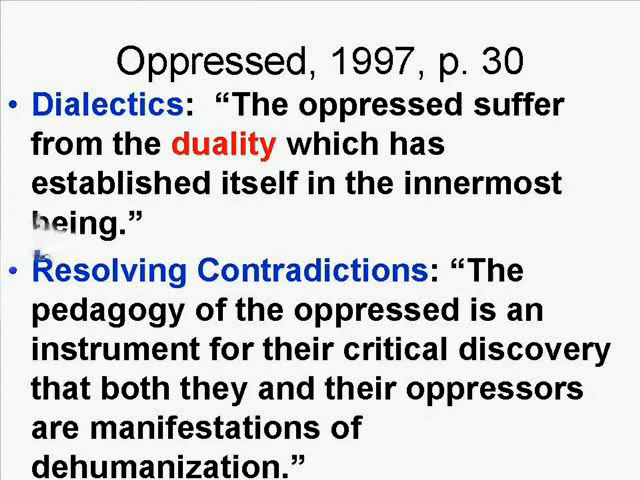 Oppressed, 1997, p. 30
• Dialectics: “The oppressed suffer
from the duality which has
established itself in the innermost
being.”
• Resolving Contradictions: “The
pedagogy of the oppressed is an
instrument for their critical discovery
that both they and their oppressors
are manifestations of
dehumanization.”